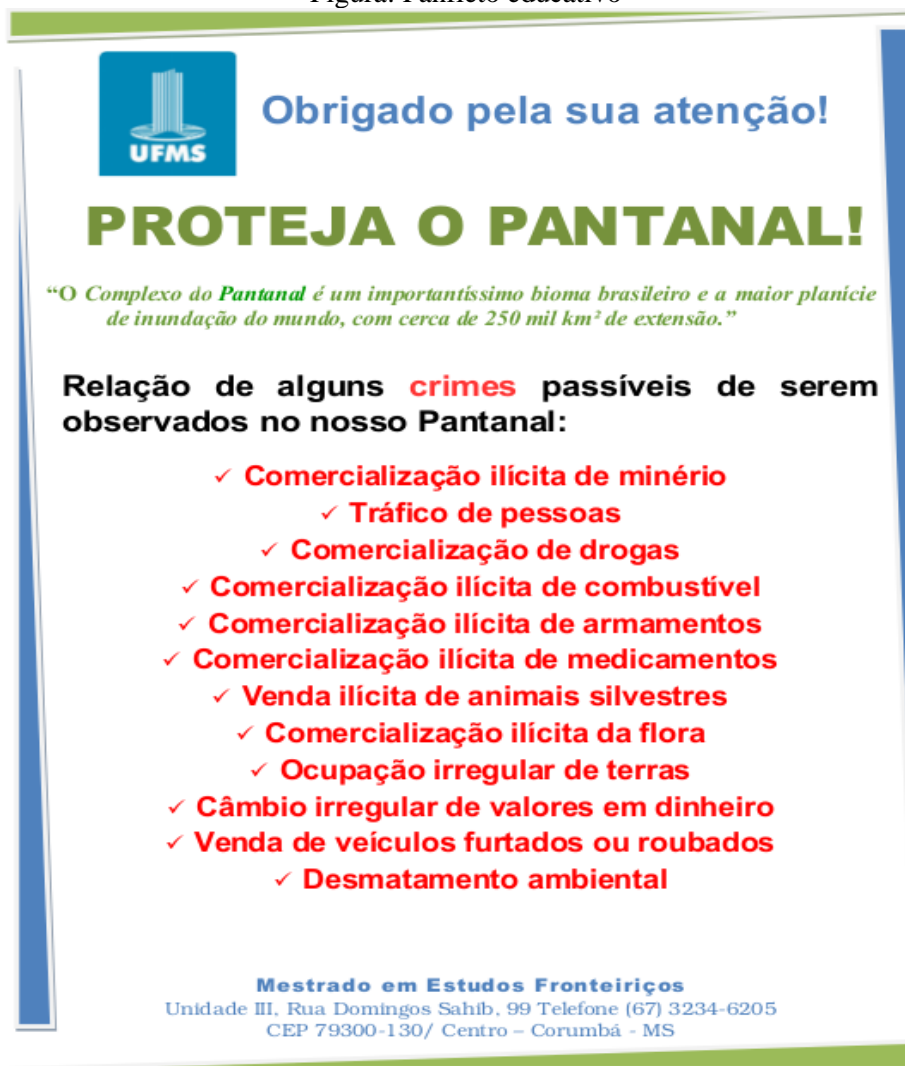 Figura: Panfleto educativo
UFMS
Obrigado pela sua atenção!
PROTEJA O PANTANAL!
“O Complexo do Pantanal é um importantíssimo bioma brasileiro e a maior planície
de inundação do mundo, com cerca de 250 mil km² de extensão.”
Relação de alguns crimes passíveis de serem
observados no nosso Pantanal:
✓ Comercialização ilícita de minério
✓ Tráfico de pessoas
✓ Comercialização de drogas
✓ Comercialização ilícita de combustível
✓ Comercialização ilícita de armamentos
✓ Comercialização ilícita de medicamentos
✓ Venda ilícita de animais silvestres
✓ Comercialização ilícita da flora
✓ Ocupação irregular de terras
✓ Câmbio irregular de valores em dinheiro
✓ Venda de veículos furtados ou roubados
✓ Desmatamento ambiental
Mestrado em Estudos Fronteiriços
Unidade III, Rua Domingos Sahib, 99 Telefone (67) 3234-6205
CEP 79300-130/ Centro – Corumbá - MS